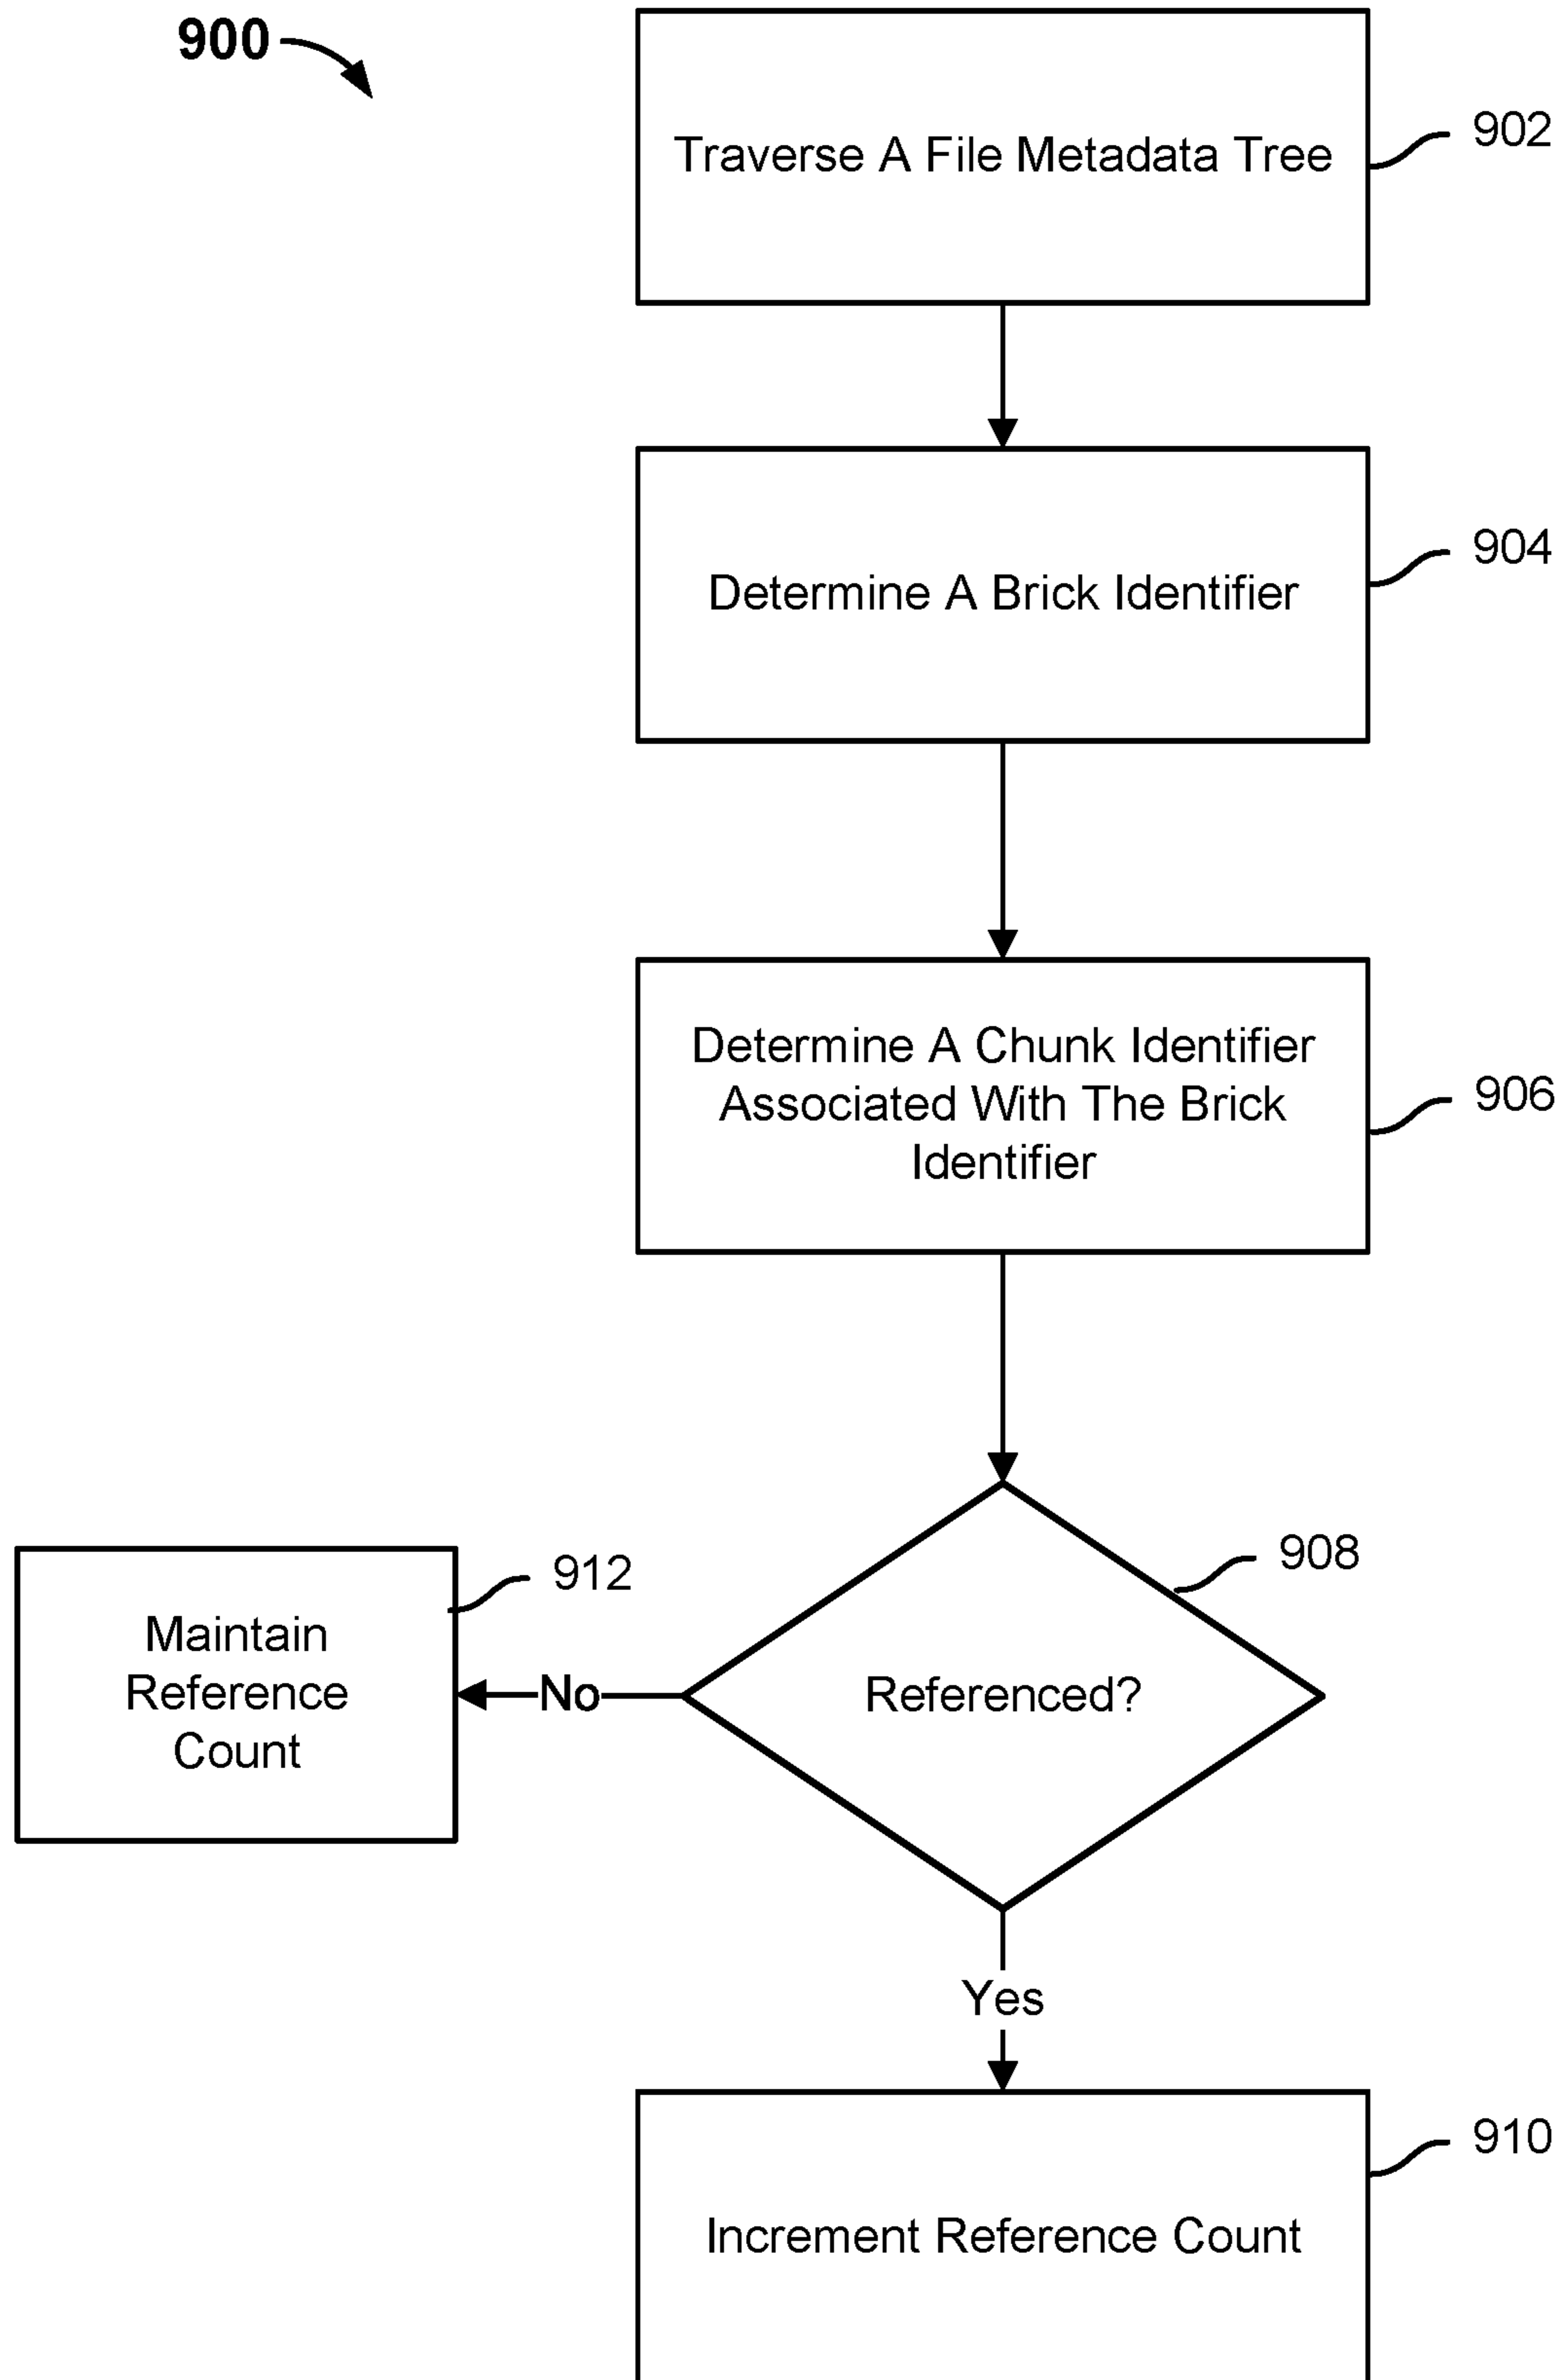 900
Traverse A File Metadata Tree
902
Determine A Brick Identifier
904
Determine A Chunk Identifier
Associated With The Brick
Identifier
906
Referenced?
908
No
Maintain
Reference
Count
912
Yes
Increment Reference Count
910